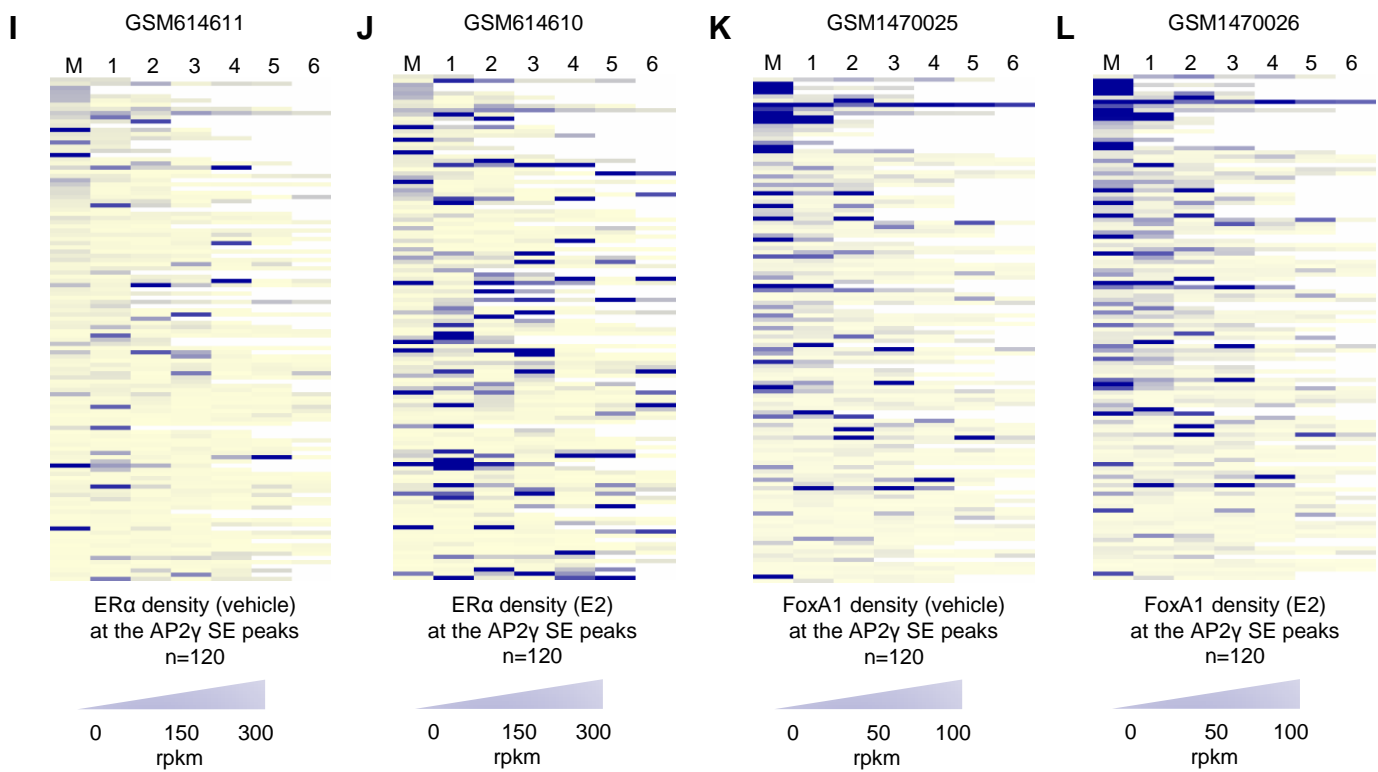 I
GSM614611
M 1 2 3 4 5 6
ERα density (vehicle)
at the AP2γ SE peaks
n=120
0 150 300
rpkm
J
GSM614610
M 1 2 3 4 5 6
ERα density (E2)
at the AP2γ SE peaks
n=120
0 150 300
rpkm
K
GSM1470025
M 1 2 3 4 5 6
FoxA1 density (vehicle)
at the AP2γ SE peaks
n=120
0 50 100
rpkm
L
GSM1470026
M 1 2 3 4 5 6
FoxA1 density (E2)
at the AP2γ SE peaks
n=120
0 50 100
rpkm